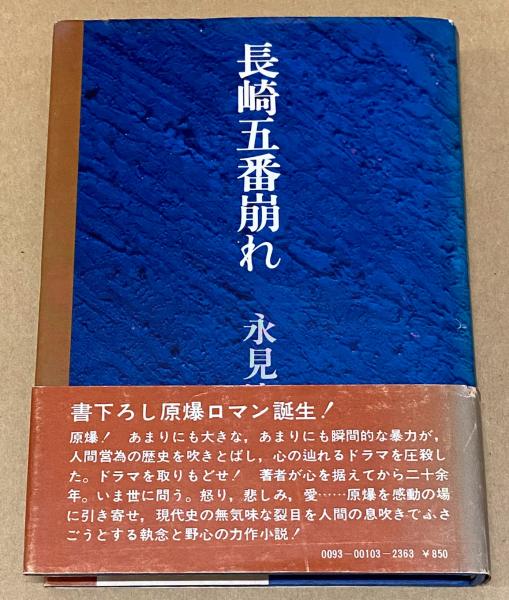 長崎五番崩れ
永見
書下ろし原爆ロマン誕生！
原爆！　あまりにも大きな，あまりにも瞬間的な暴力が，
人間営為の歴史を吹きとばし，心の辿れるドラマを圧殺し
た。ドラマを取りもどせ！　著者が心を据えてから二十余
年。いま世に問う。怒り，悲しみ，愛……原爆を感動の場
に引き寄せ，現代史の無気味な裂目を人間の息吹きでふさ
ごうとする執念と野心の力作小説！
0093-00103-2363 ￥850